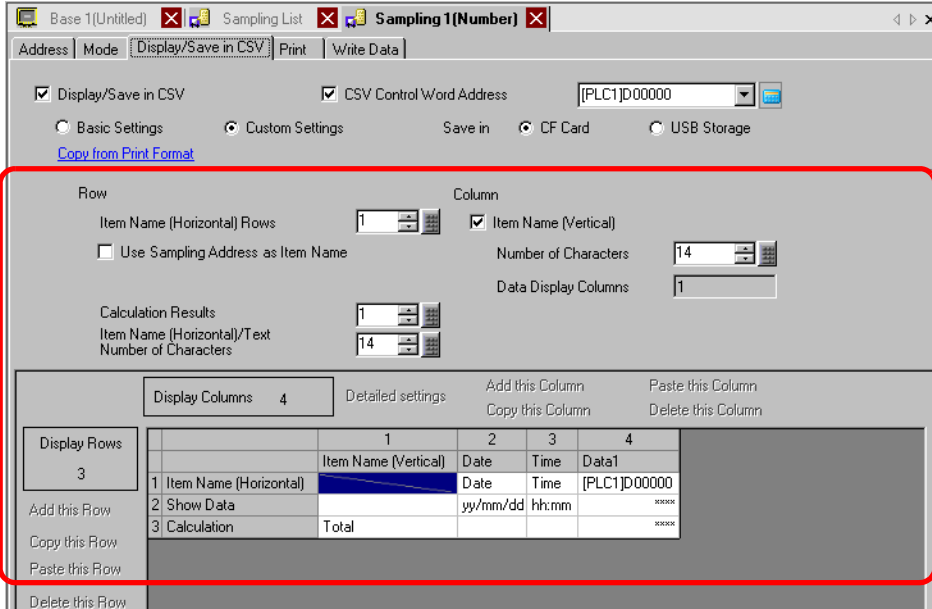 Base 1(Untitled) Sampling List Sampling 1(Number)
Address Mode Display/Save in CSV Print Write Data
Display/Save in CSV CSV Control Word Address [PLC1]D00000
Basic Settings Custom Settings Save in CF Card USB Storage
Copy from Print Format
Row Column
Item Name (Horizontal) Rows 1 Item Name (Vertical)
Use Sampling Address as Item Name Number of Characters 14
Data Display Columns 1
Calculation Results 1
Item Name (Horizontal)/Text
Number of Characters 14
Display Columns 4 Detailed settings Add this Column Paste this Column
Copy this Column Delete this Column
Display Rows 1 2 3 4
3 Item Name (Vertical) Date Time Data1
1 Item Name (Horizontal) Date Time [PLC1]D00000
Add this Row 2 Show Data yy/mm/dd hh:mm ****
3 Calculation Total ****
Copy this Row
Paste this Row
Delete this Row